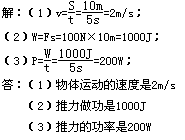 解：（1）v=S/t=10m/5s=2m/s；
（2）W=Fs=100N×10m=1000J；
（3）P=W/t=1000J/5s=200W；
答：（1）物体运动的速度是2m/s
（2）推力做功是1000J
（3）推力的功率是200W